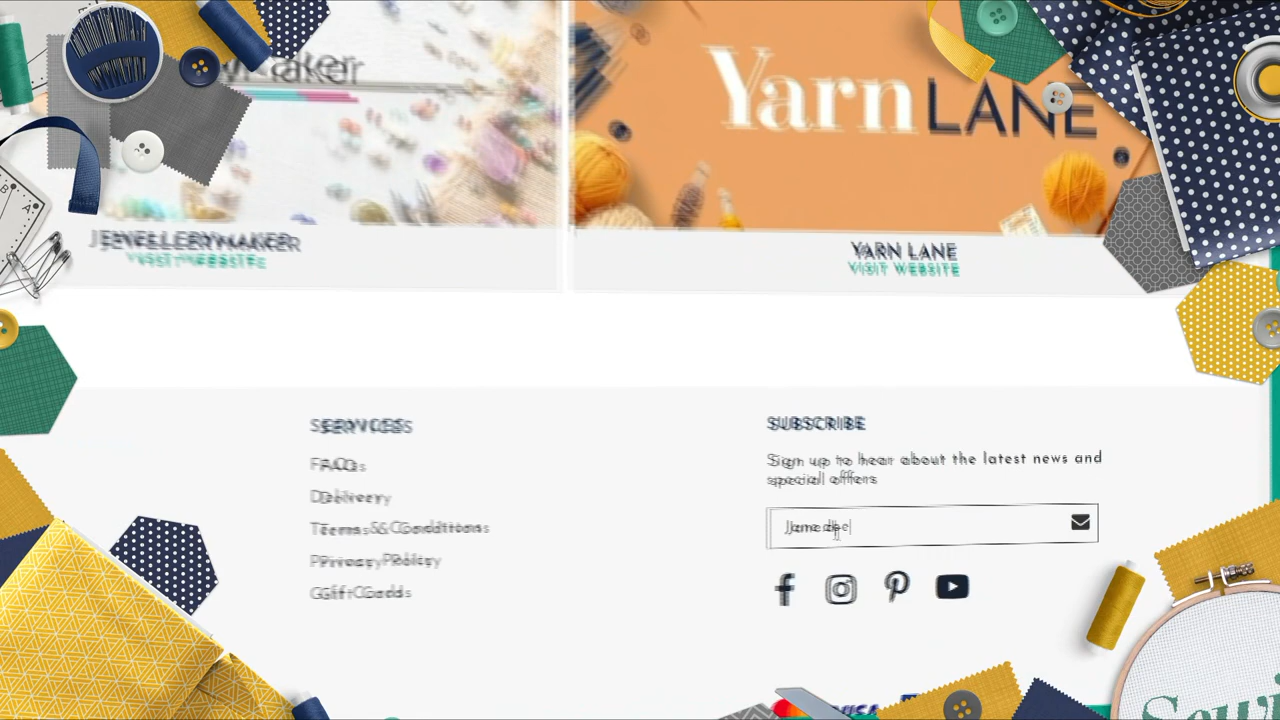 Yarn LANE
JEWELLERYMAKER
VISIT WEBSITE
YARN LANE
VISIT WEBSITE
SERVICES
FAQs
Delivery
Terms & Conditions
Privacy Policy
Gift Cards
SUBSCRIBE
Sign up to hear about the latest news and
special offers
VISA